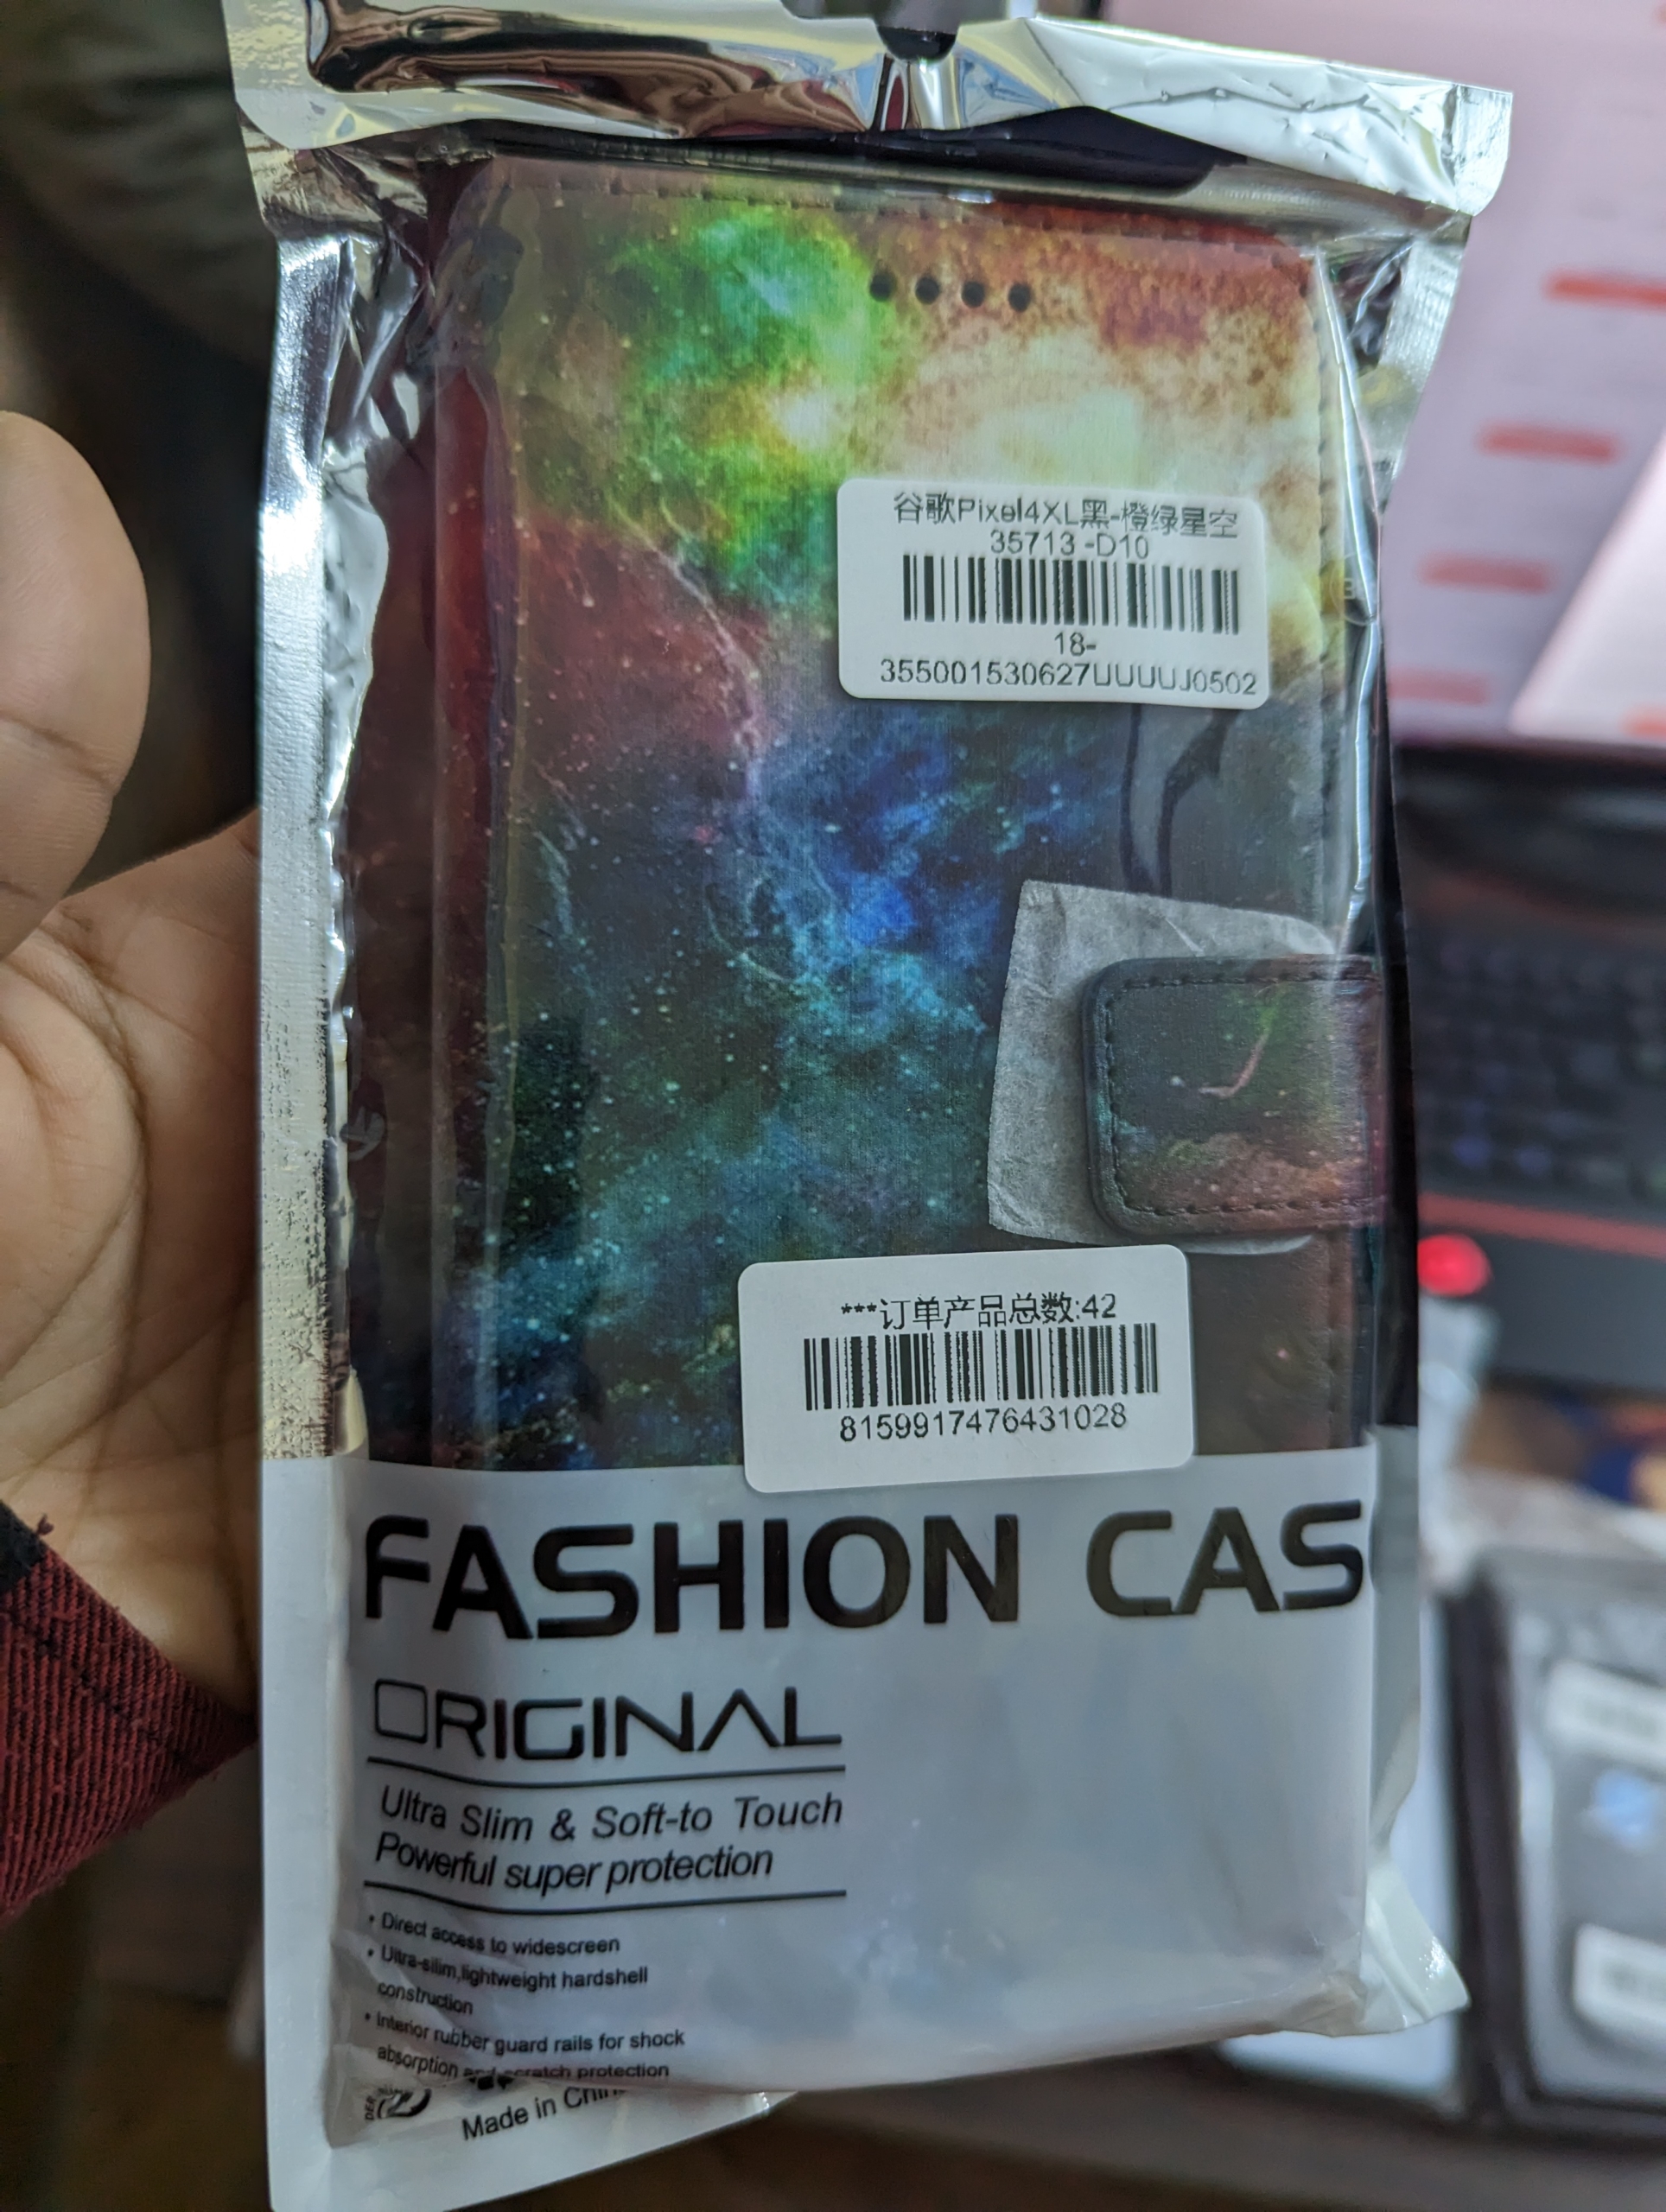 谷歌Pixel4XL黑-橙绿星空
35713 -D10
18-
355001530627UUUUJ0502
***订单产品总数:42
8159917476431028
FASHION CAS
ORIGINAL
Ultra Slim & Soft-to Touch
Powerful super protection
• Direct access to widescreen
• Ultra-silim,lightweight hardshell
construction
• Interior rubber guard rails for shock
absorption and scratch protection
Made in